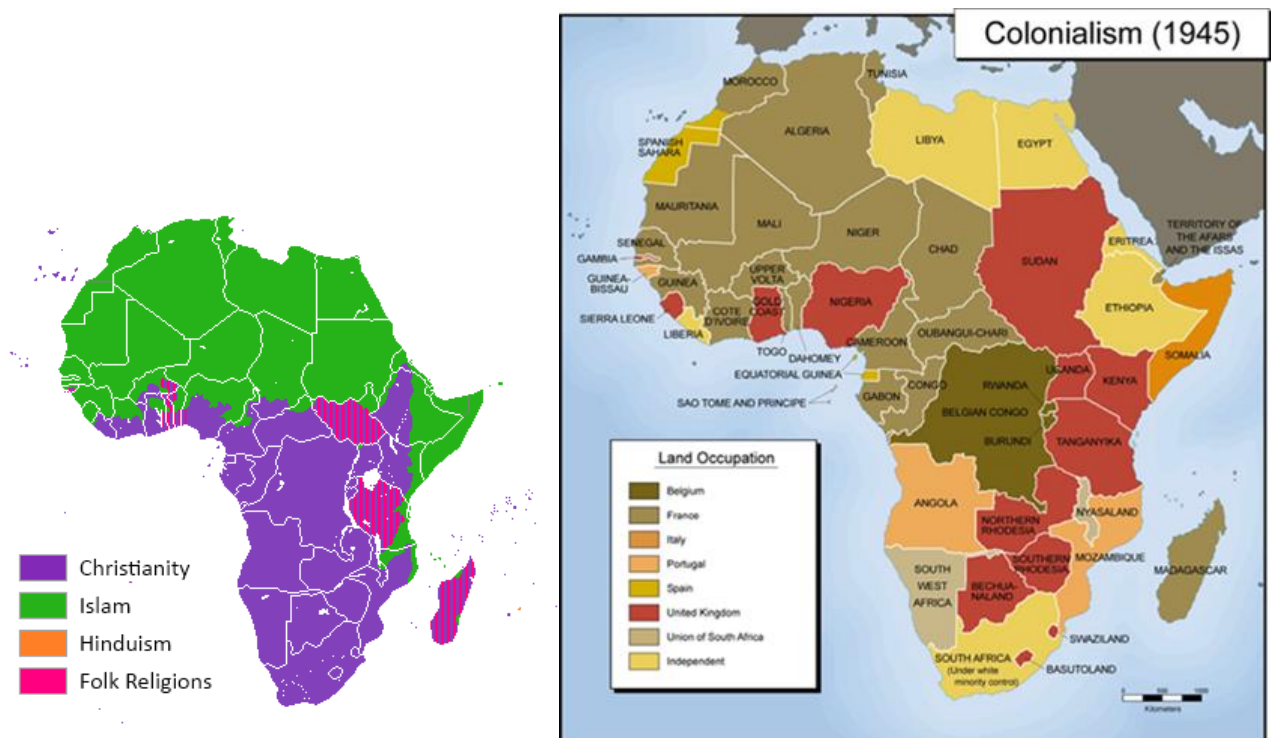 Christianity
Islam
Hinduism
Folk Religions
Colonialism (1945)
MOROCCO
TUNISIA
ALGERIA
LIBYA
EGYPT
SPANISH
SAHARA
MAURITANIA
MALI
NIGER
CHAD
SUDAN
ERITREA
TERRITORY OF
THE AFARS
AND THE ISSAS
SENEGAL
GAMBIA
GUINEA-
BISSAU
GUINEA
SIERRA LEONE
LIBERIA
COTE
D'IVOIRE
UPPER
VOLTA
GOLD
COAST
TOGO
DAHOMEY
NIGERIA
CAMEROON
OUBANGUI-CHARI
ETHIOPIA
SOMALIA
EQUATORIAL GUINEA
SAO TOME AND PRINCIPE
GABON
CONGO
RWANDA
BELGIAN CONGO
BURUNDI
UGANDA
KENYA
TANGANYIKA
ANGOLA
NORTHERN
RHODESIA
NYASALAND
SOUTHERN
RHODESIA
MOZAMBIQUE
MADAGASCAR
SOUTH
WEST
AFRICA
BECHUA-
NALAND
SWAZILAND
SOUTH AFRICA
(Under white
minority control)
BASUTOLAND
Land Occupation
Belgium
France
Italy
Portugal
Spain
United Kingdom
Union of South Africa
Independent
0 500 1000
Kilometers